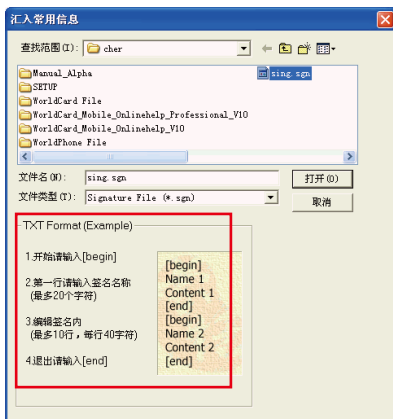 汇入常用信息
查找范围(I): cher
Manual_Alpha
SETUP
WorldCard File
WorldCard_Mobile_Onlinehelp_Professional_V10
WorldCard_Mobile_Onlinehelp_V10
WorldPhone File
sing.sgn
文件名(N): sing.sgn 打开(O)
文件类型(T): Signature File (*.sgn) 取消
TXT Format (Example)
1.开始请输入[begin]
2.第一行请输入签名名称
(最多20个字符)
3.编辑签名内
(最多10行，每行40字符)
4.退出请输入[end]
[begin]
Name 1
Content 1
[end]
[begin]
Name 2
Content 2
[end]